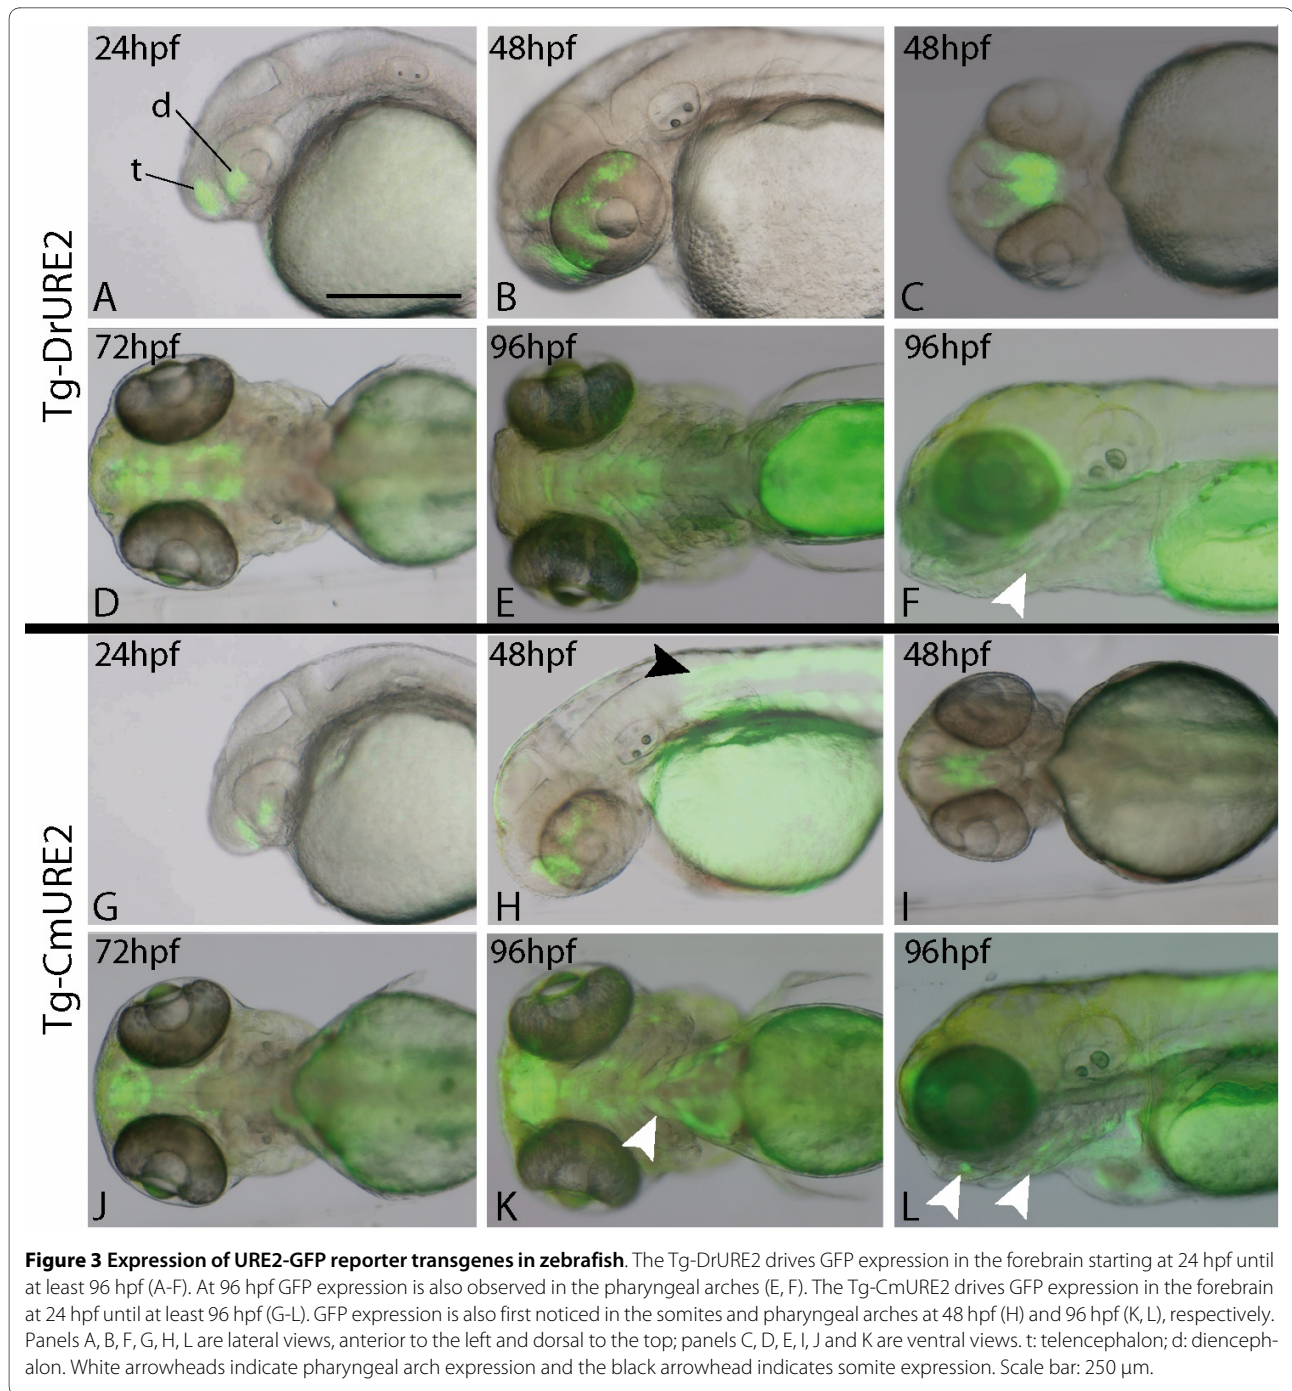 Tg-DrURE2
24hpf
d
t
A
48hpf
B
48hpf
C
72hpf
D
96hpf
E
96hpf
F
Tg-CmURE2
24hpf
G
48hpf
H
48hpf
I
72hpf
J
96hpf
K
96hpf
L
Figure 3 Expression of URE2-GFP reporter transgenes in zebrafish. The Tg-DrURE2 drives GFP expression in the forebrain starting at 24 hpf until
at least 96 hpf (A-F). At 96 hpf GFP expression is also observed in the pharyngeal arches (E, F). The Tg-CmURE2 drives GFP expression in the forebrain
at 24 hpf until at least 96 hpf (G-L). GFP expression is also first noticed in the somites and pharyngeal arches at 48 hpf (H) and 96 hpf (K, L), respectively.
Panels A, B, F, G, H, L are lateral views, anterior to the left and dorsal to the top; panels C, D, E, I, J and K are ventral views. t: telencephalon; d: dienceph-
alon. White arrowheads indicate pharyngeal arch expression and the black arrowhead indicates somite expression. Scale bar: 250 μm.